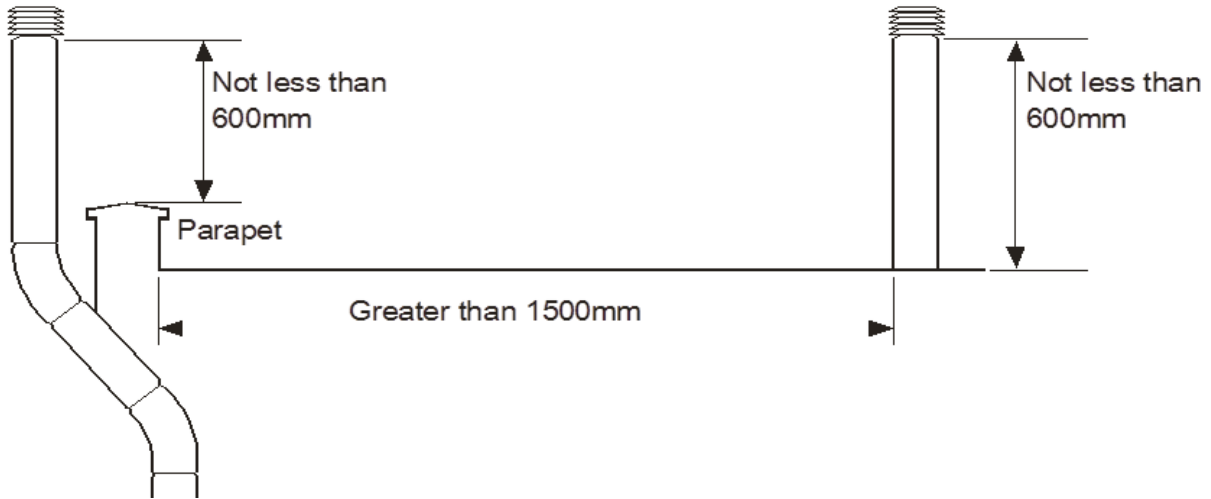 Not less than
600mm
Not less than
600mm
Parapet
Greater than 1500mm